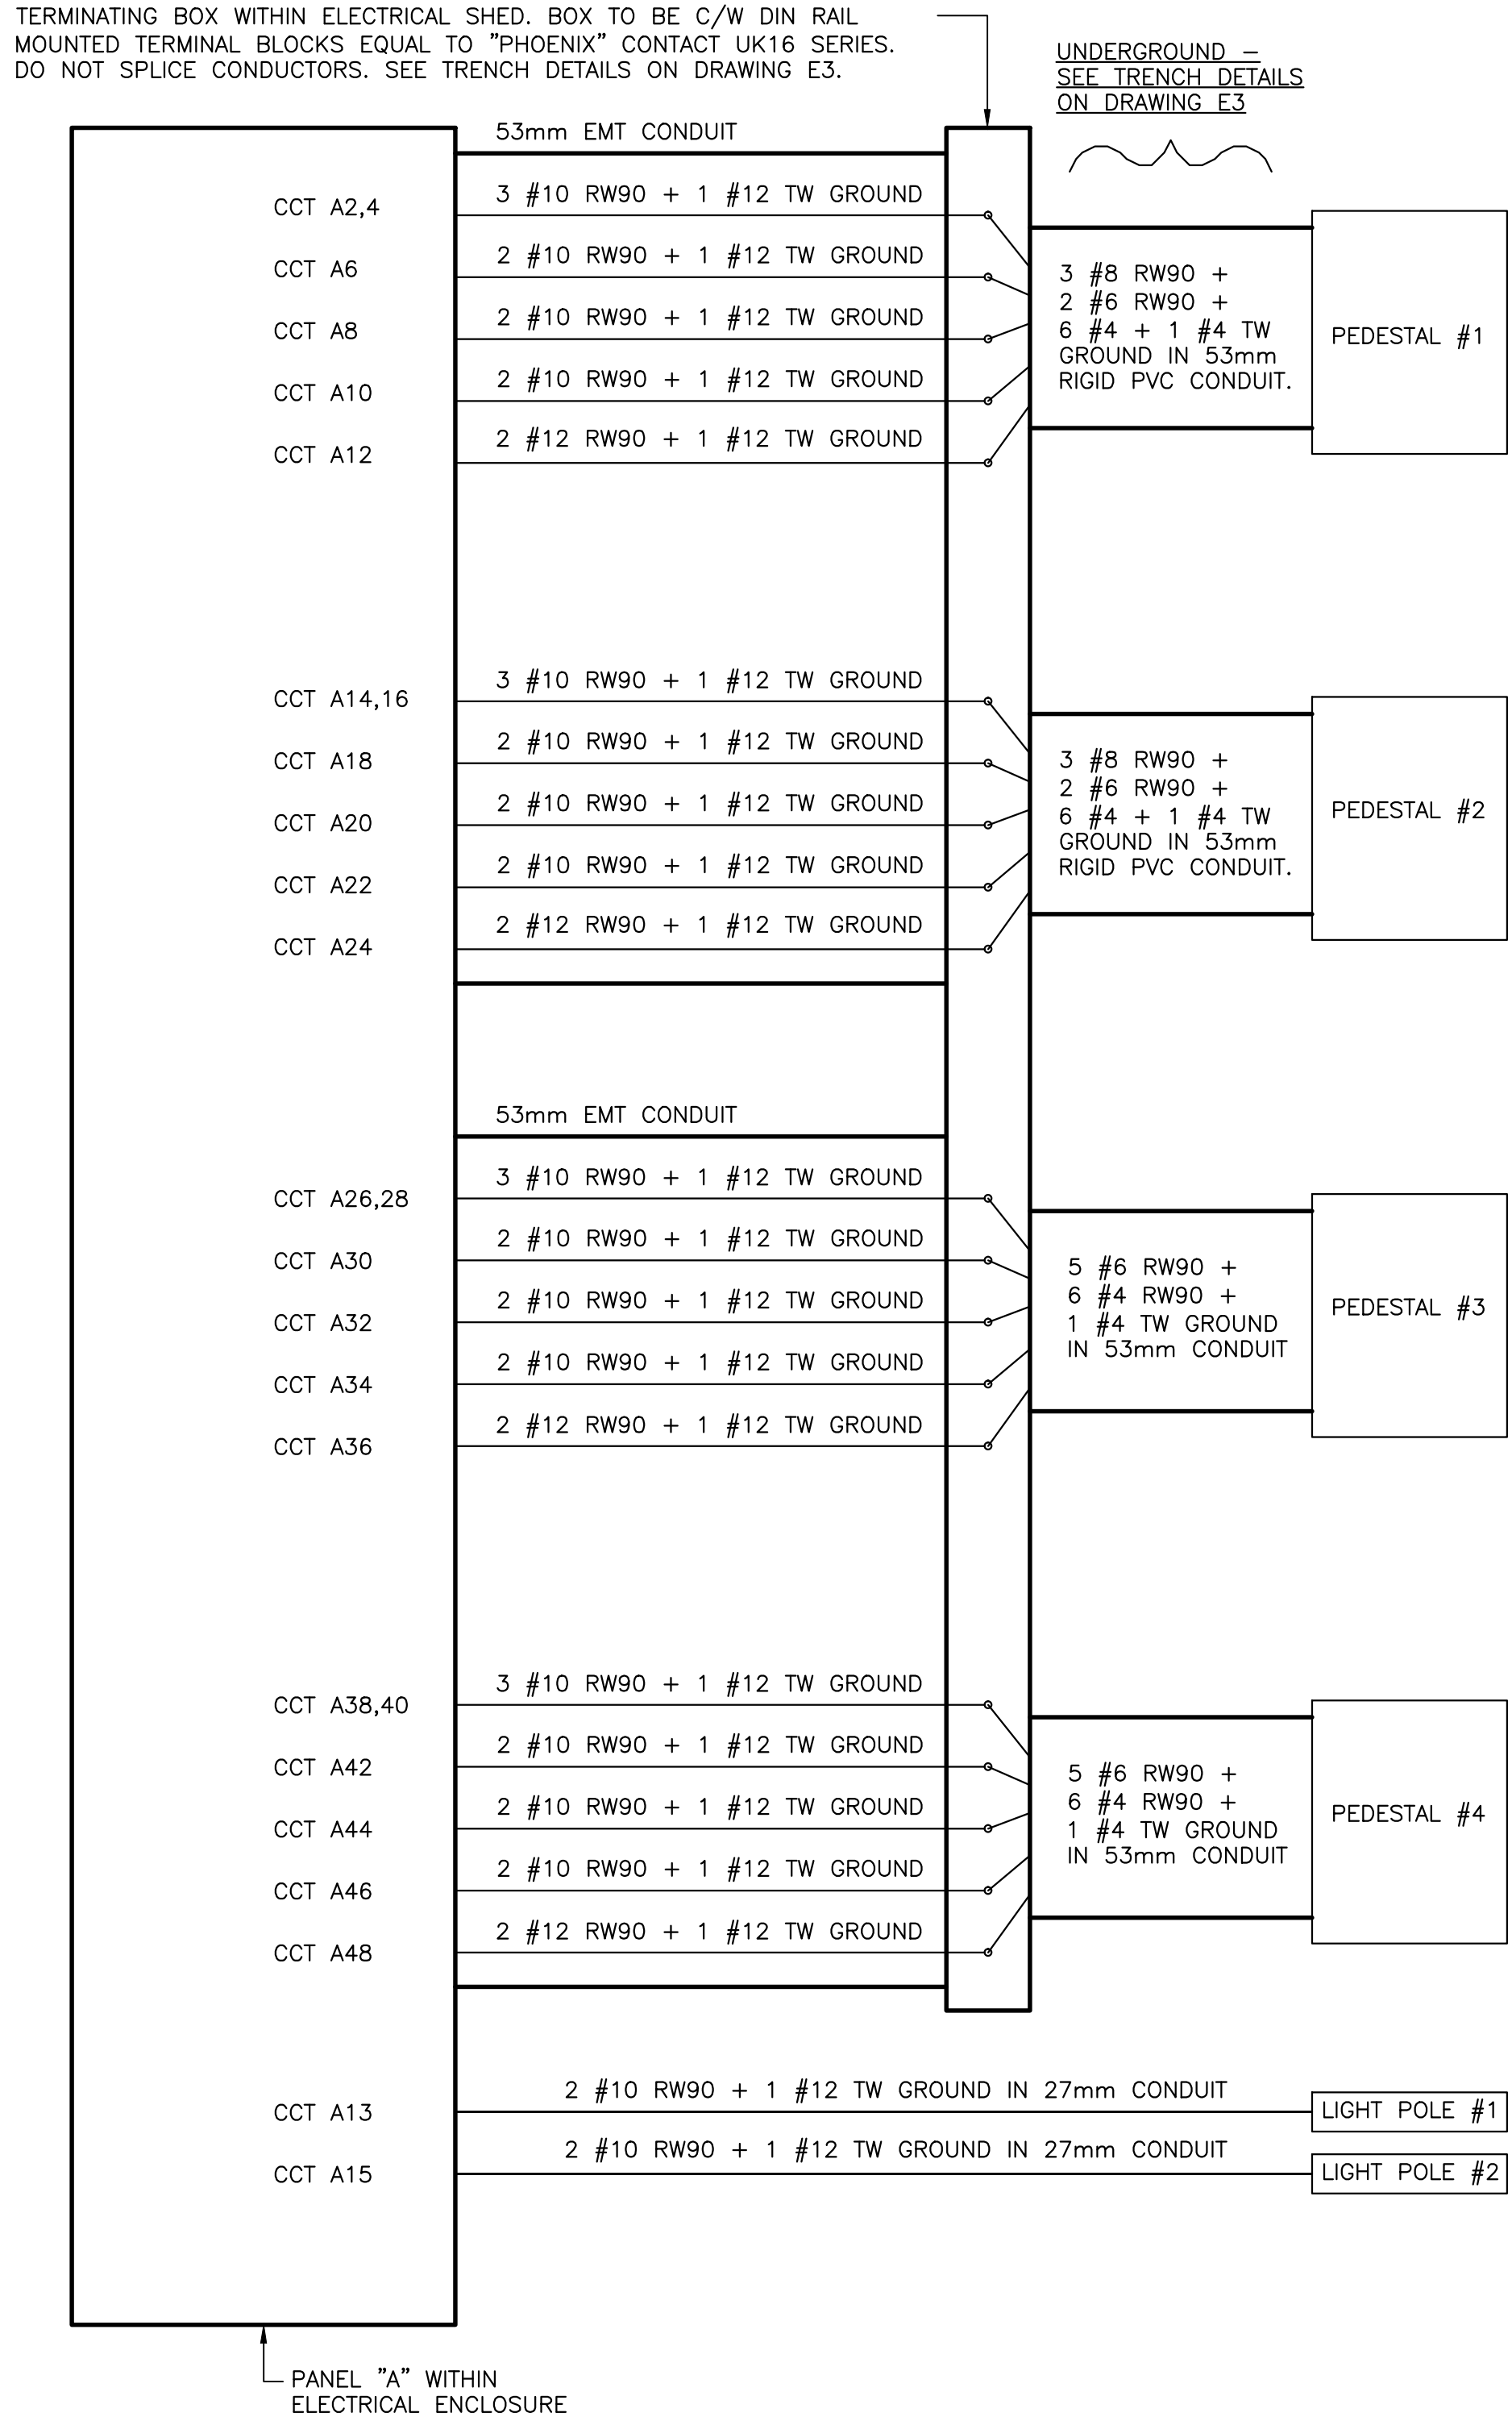 TERMINATING BOX WITHIN ELECTRICAL SHED. BOX TO BE C/W DIN RAIL
MOUNTED TERMINAL BLOCKS EQUAL TO "PHOENIX" CONTACT UK16 SERIES.
DO NOT SPLICE CONDUCTORS. SEE TRENCH DETAILS ON DRAWING E3.
UNDERGROUND –
SEE TRENCH DETAILS
ON DRAWING E3
53mm EMT CONDUIT
CCT A2,4
3 #10 RW90 + 1 #12 TW GROUND
CCT A6
2 #10 RW90 + 1 #12 TW GROUND
CCT A8
2 #10 RW90 + 1 #12 TW GROUND
CCT A10
2 #10 RW90 + 1 #12 TW GROUND
CCT A12
2 #12 RW90 + 1 #12 TW GROUND
3 #8 RW90 +
2 #6 RW90 +
6 #4 + 1 #4 TW
GROUND IN 53mm
RIGID PVC CONDUIT.
PEDESTAL #1
CCT A14,16
3 #10 RW90 + 1 #12 TW GROUND
CCT A18
2 #10 RW90 + 1 #12 TW GROUND
CCT A20
2 #10 RW90 + 1 #12 TW GROUND
CCT A22
2 #10 RW90 + 1 #12 TW GROUND
CCT A24
2 #12 RW90 + 1 #12 TW GROUND
3 #8 RW90 +
2 #6 RW90 +
6 #4 + 1 #4 TW
GROUND IN 53mm
RIGID PVC CONDUIT.
PEDESTAL #2
53mm EMT CONDUIT
CCT A26,28
3 #10 RW90 + 1 #12 TW GROUND
CCT A30
2 #10 RW90 + 1 #12 TW GROUND
CCT A32
2 #10 RW90 + 1 #12 TW GROUND
CCT A34
2 #10 RW90 + 1 #12 TW GROUND
CCT A36
2 #12 RW90 + 1 #12 TW GROUND
5 #6 RW90 +
6 #4 RW90 +
1 #4 TW GROUND
IN 53mm CONDUIT
PEDESTAL #3
CCT A38,40
3 #10 RW90 + 1 #12 TW GROUND
CCT A42
2 #10 RW90 + 1 #12 TW GROUND
CCT A44
2 #10 RW90 + 1 #12 TW GROUND
CCT A46
2 #10 RW90 + 1 #12 TW GROUND
CCT A48
2 #12 RW90 + 1 #12 TW GROUND
5 #6 RW90 +
6 #4 RW90 +
1 #4 TW GROUND
IN 53mm CONDUIT
PEDESTAL #4
CCT A13
2 #10 RW90 + 1 #12 TW GROUND IN 27mm CONDUIT
LIGHT POLE #1
CCT A15
2 #10 RW90 + 1 #12 TW GROUND IN 27mm CONDUIT
LIGHT POLE #2
PANEL "A" WITHIN
ELECTRICAL ENCLOSURE